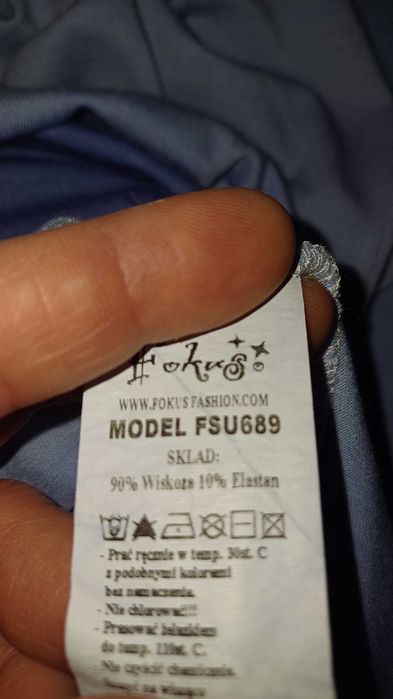 Fokus
WWW.FOKUSFASHION.COM
MODEL FSU689
SKŁAD:
90% Wiskoza 10% Elastan
- Prać ręcznie w temp. 30st. C
z podobnymi kolorami
bez namaczania.
- Nie chlorować!!!
- Prasować żelazkiem
do temp. 110st. C.
- Nie czyścić chemicznie.